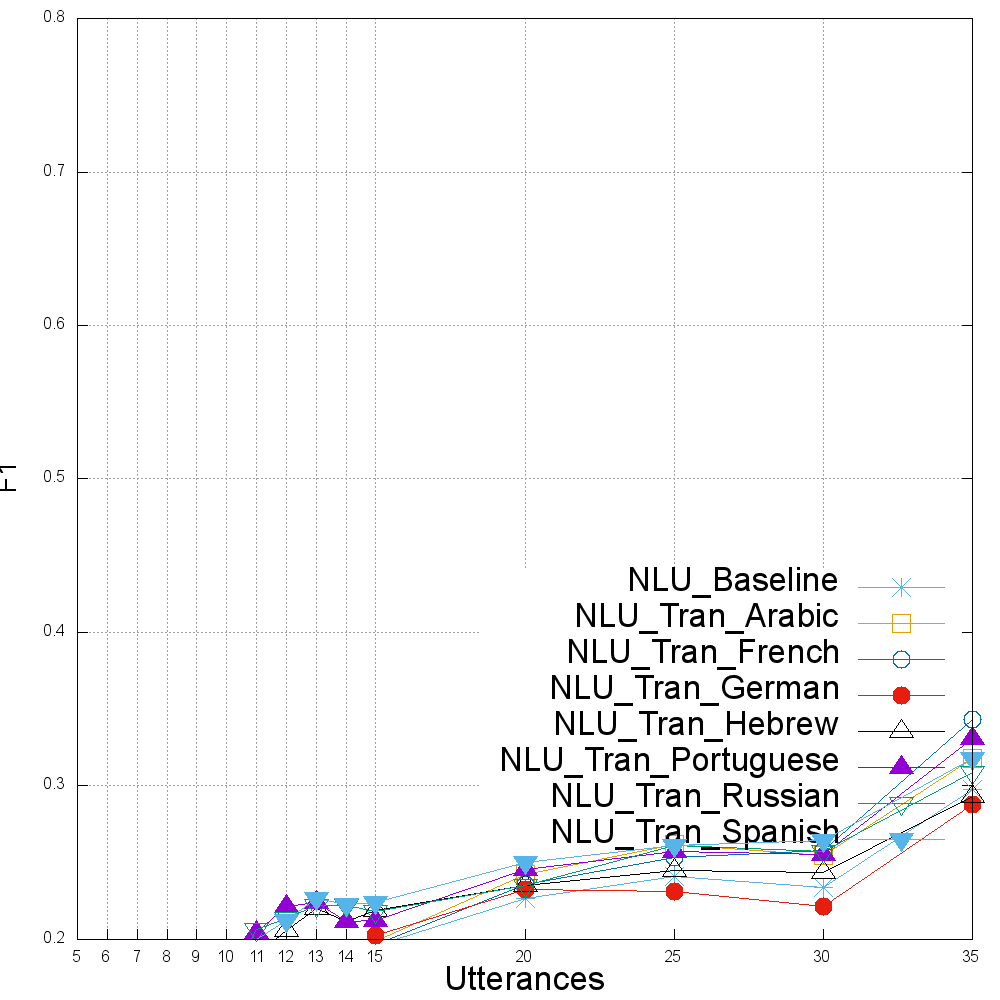 0.8
0.7
0.6
0.5
0.4
0.3
0.2
F1
NLU_Baseline
NLU_Tran_Arabic
NLU_Tran_French
NLU_Tran_German
NLU_Tran_Hebrew
NLU_Tran_Portuguese
NLU_Tran_Russian
NLU_Tran_Spanish
5 6 7 8 9 10 11 12 13 14 15 20 25 30 35
Utterances